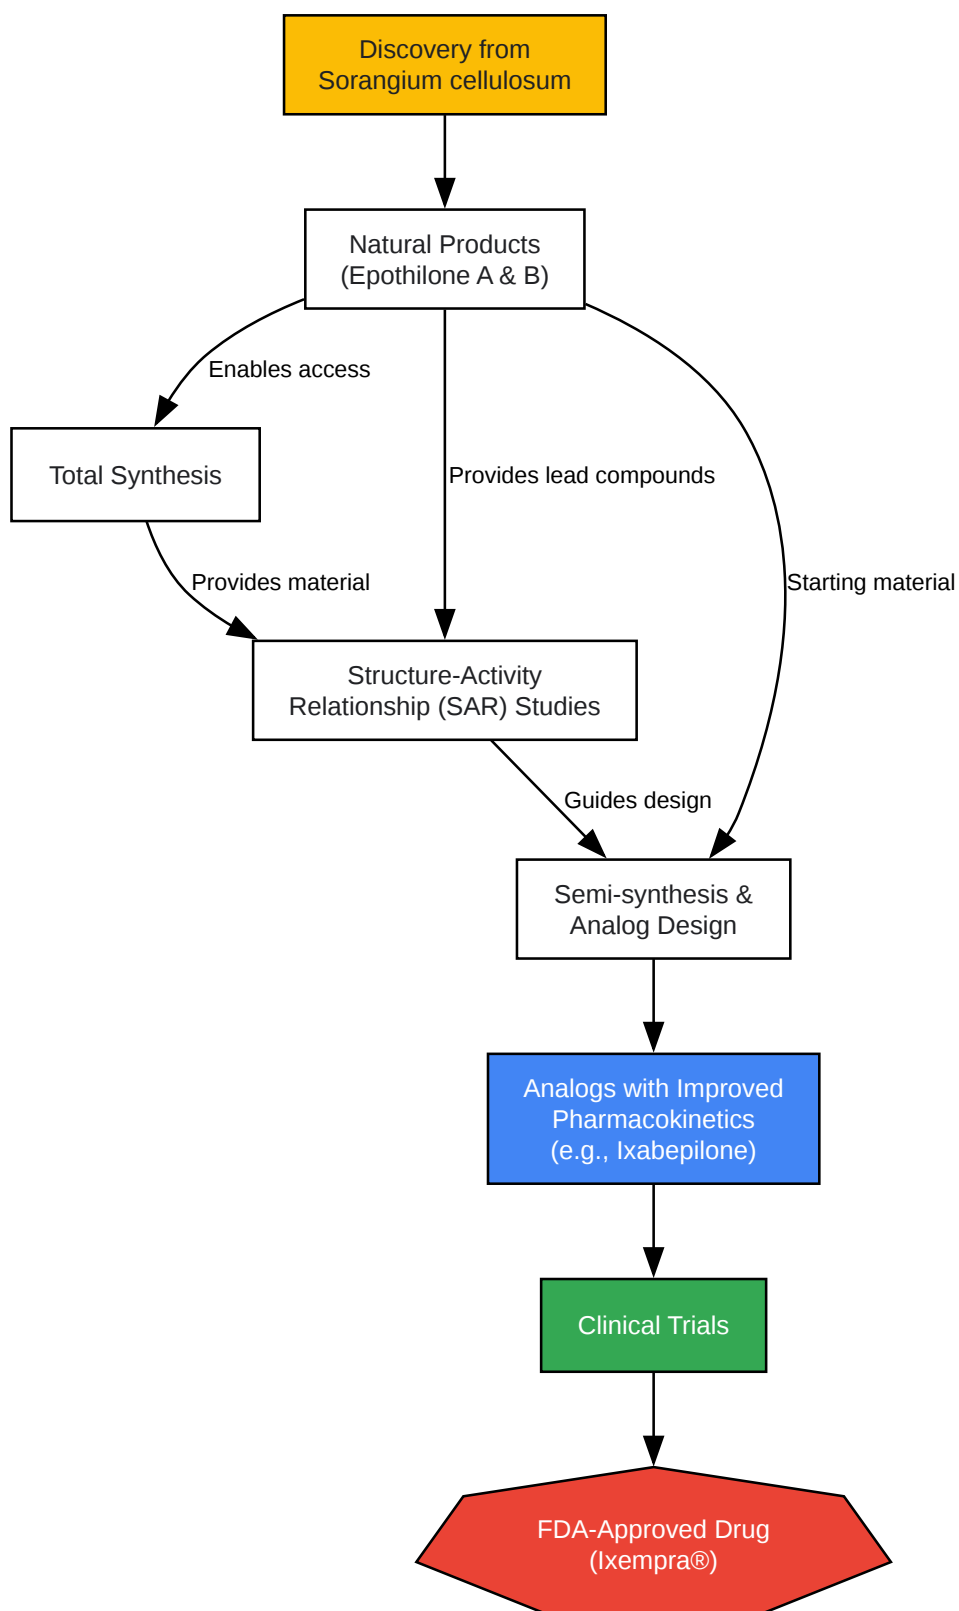 Discovery from
Sorangium cellulosum
Natural Products
(Epothilone A & B)
Enables access
Total Synthesis
Provides lead compounds
Provides material
Starting material
Structure-Activity
Relationship (SAR) Studies
Guides design
Semi-synthesis &
Analog Design
Analogs with Improved
Pharmacokinetics
(e.g., Ixabepilone)
Clinical Trials
FDA-Approved Drug
(Ixempra®)